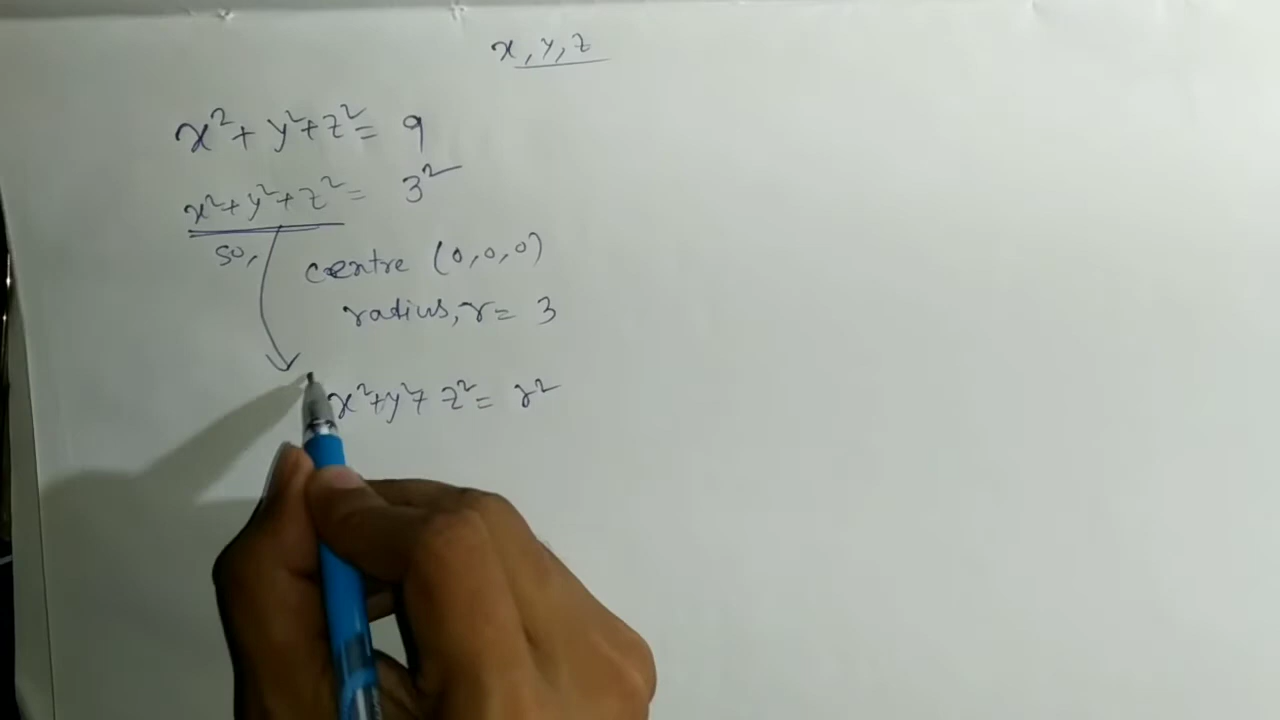 x, y, z
x² + y² + z² = 9
x² + y² + z² = 3²
so,
centre (0, 0, 0)
radius, r = 3
x² + y² + z² = r²